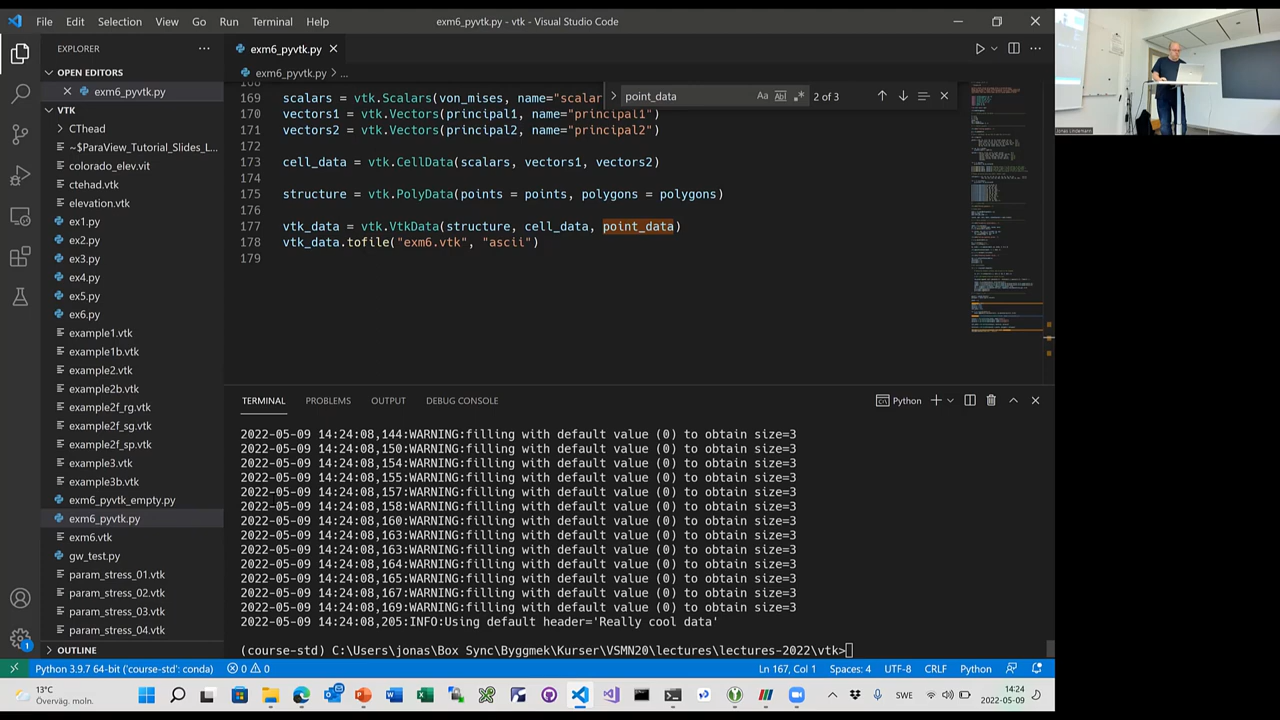 File Edit Selection View Go Run Terminal Help
exm6_pyvtk.py - vtk - Visual Studio Code
EXPLORER
OPEN EDITORS
exm6_pyvtk.py
VTK
CThead
~$ParaView_Tutorial_Slides_L...
colorado_elev.vit
ctehad.vtk
elevation.vtk
ex1.py
ex2.py
ex3.py
ex4.py
ex5.py
ex6.py
example1.vtk
example1b.vtk
example2.vtk
example2b.vtk
example2f_rg.vtk
example2f_sg.vtk
example2f_sp.vtk
example3.vtk
example3b.vtk
exm6_pyvtk_empty.py
exm6_pyvtk.py
exm6.vtk
gw_test.py
param_stress_01.vtk
param_stress_02.vtk
param_stress_03.vtk
param_stress_04.vtk
OUTLINE
exm6_pyvtk.py
exm6_pyvtk.py > ...
point_data
Aa
2 of 3
169 scalars = vtk.Scalars(von_mises, name="scalar
170 vectors1 = vtk.Vectors(principal1, name="principal1")
171 vectors2 = vtk.Vectors(principal2, name="principal2")
172
173 cell_data = vtk.CellData(scalars, vectors1, vectors2)
174
175 structure = vtk.PolyData(points = points, polygons = polygons)
176
177 vtk_data = vtk.VtkData(structure, cell_data, point_data)
178 vtk_data.tofile("exm6.vtk", "ascii")
179
TERMINAL PROBLEMS OUTPUT DEBUG CONSOLE
Python
2022-05-09 14:24:08,144:WARNING:filling with default value (0) to obtain size=3
2022-05-09 14:24:08,150:WARNING:filling with default value (0) to obtain size=3
2022-05-09 14:24:08,154:WARNING:filling with default value (0) to obtain size=3
2022-05-09 14:24:08,155:WARNING:filling with default value (0) to obtain size=3
2022-05-09 14:24:08,157:WARNING:filling with default value (0) to obtain size=3
2022-05-09 14:24:08,158:WARNING:filling with default value (0) to obtain size=3
2022-05-09 14:24:08,160:WARNING:filling with default value (0) to obtain size=3
2022-05-09 14:24:08,163:WARNING:filling with default value (0) to obtain size=3
2022-05-09 14:24:08,163:WARNING:filling with default value (0) to obtain size=3
2022-05-09 14:24:08,164:WARNING:filling with default value (0) to obtain size=3
2022-05-09 14:24:08,165:WARNING:filling with default value (0) to obtain size=3
2022-05-09 14:24:08,167:WARNING:filling with default value (0) to obtain size=3
2022-05-09 14:24:08,169:WARNING:filling with default value (0) to obtain size=3
2022-05-09 14:24:08,205:INFO:Using default header='Really cool data'
(course-std) C:\Users\jonas\Box Sync\Byggmek\Kurser\VSMN20\lectures\lectures-2022\vtk>
Python 3.9.7 64-bit ('course-std': conda)
0 0
Ln 167, Col 1 Spaces: 4 UTF-8 CRLF Python
13°C
Överväg. moln.
SWE
14:24
2022-05-09
Jonas Lindemann